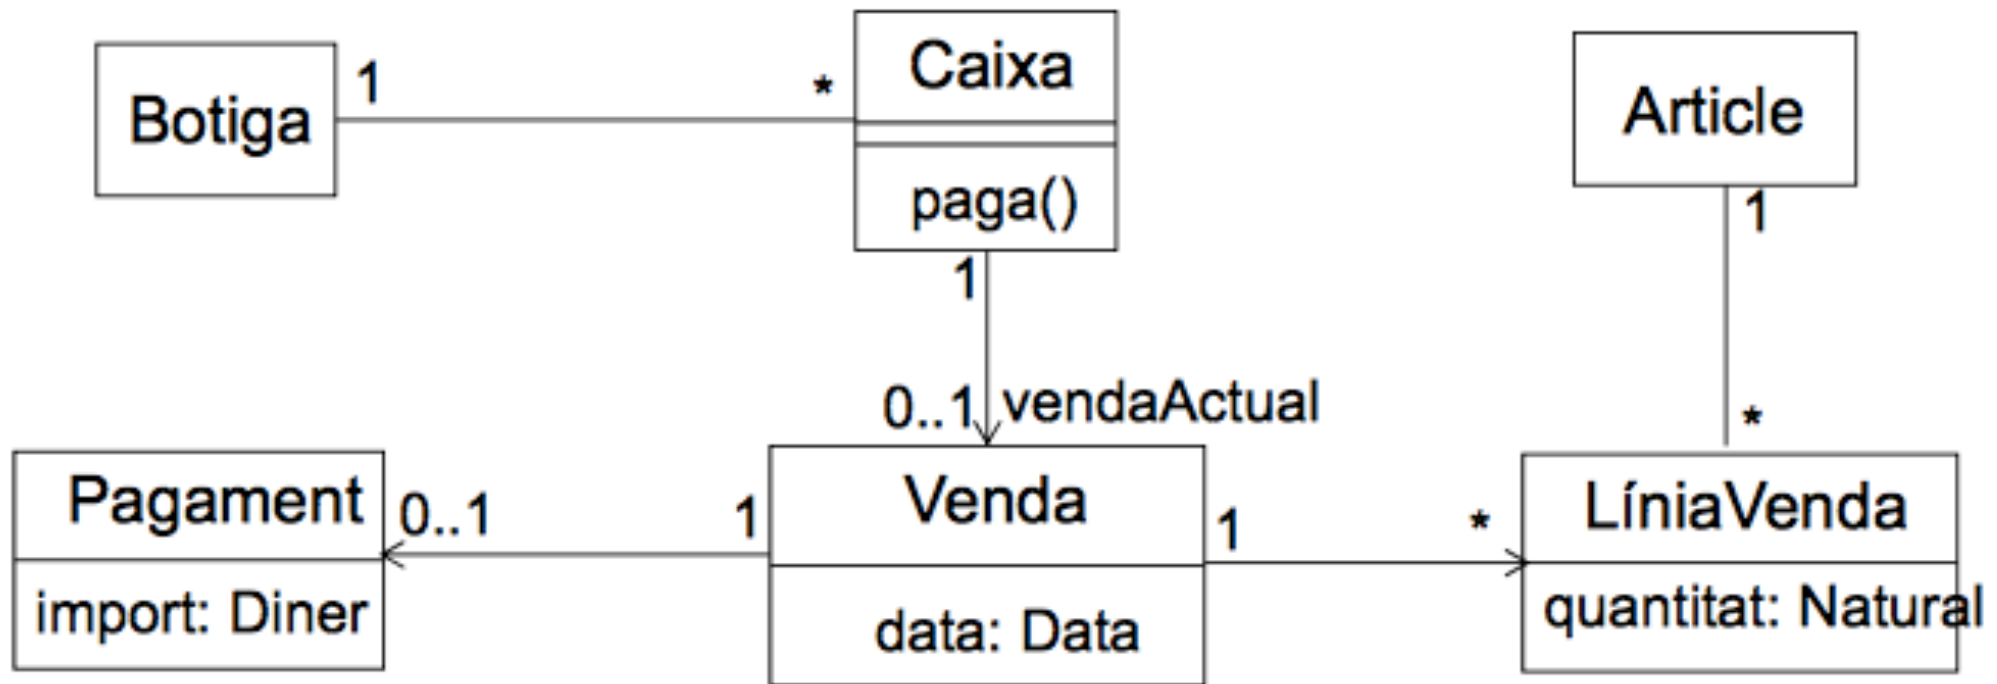 Botiga
1
*
Caixa
paga()
Article
1
*
1
0..1
vendaActual
Pagament
import: Diner
0..1
1
Venda
data: Data
1
*
LíniaVenda
quantitat: Natural